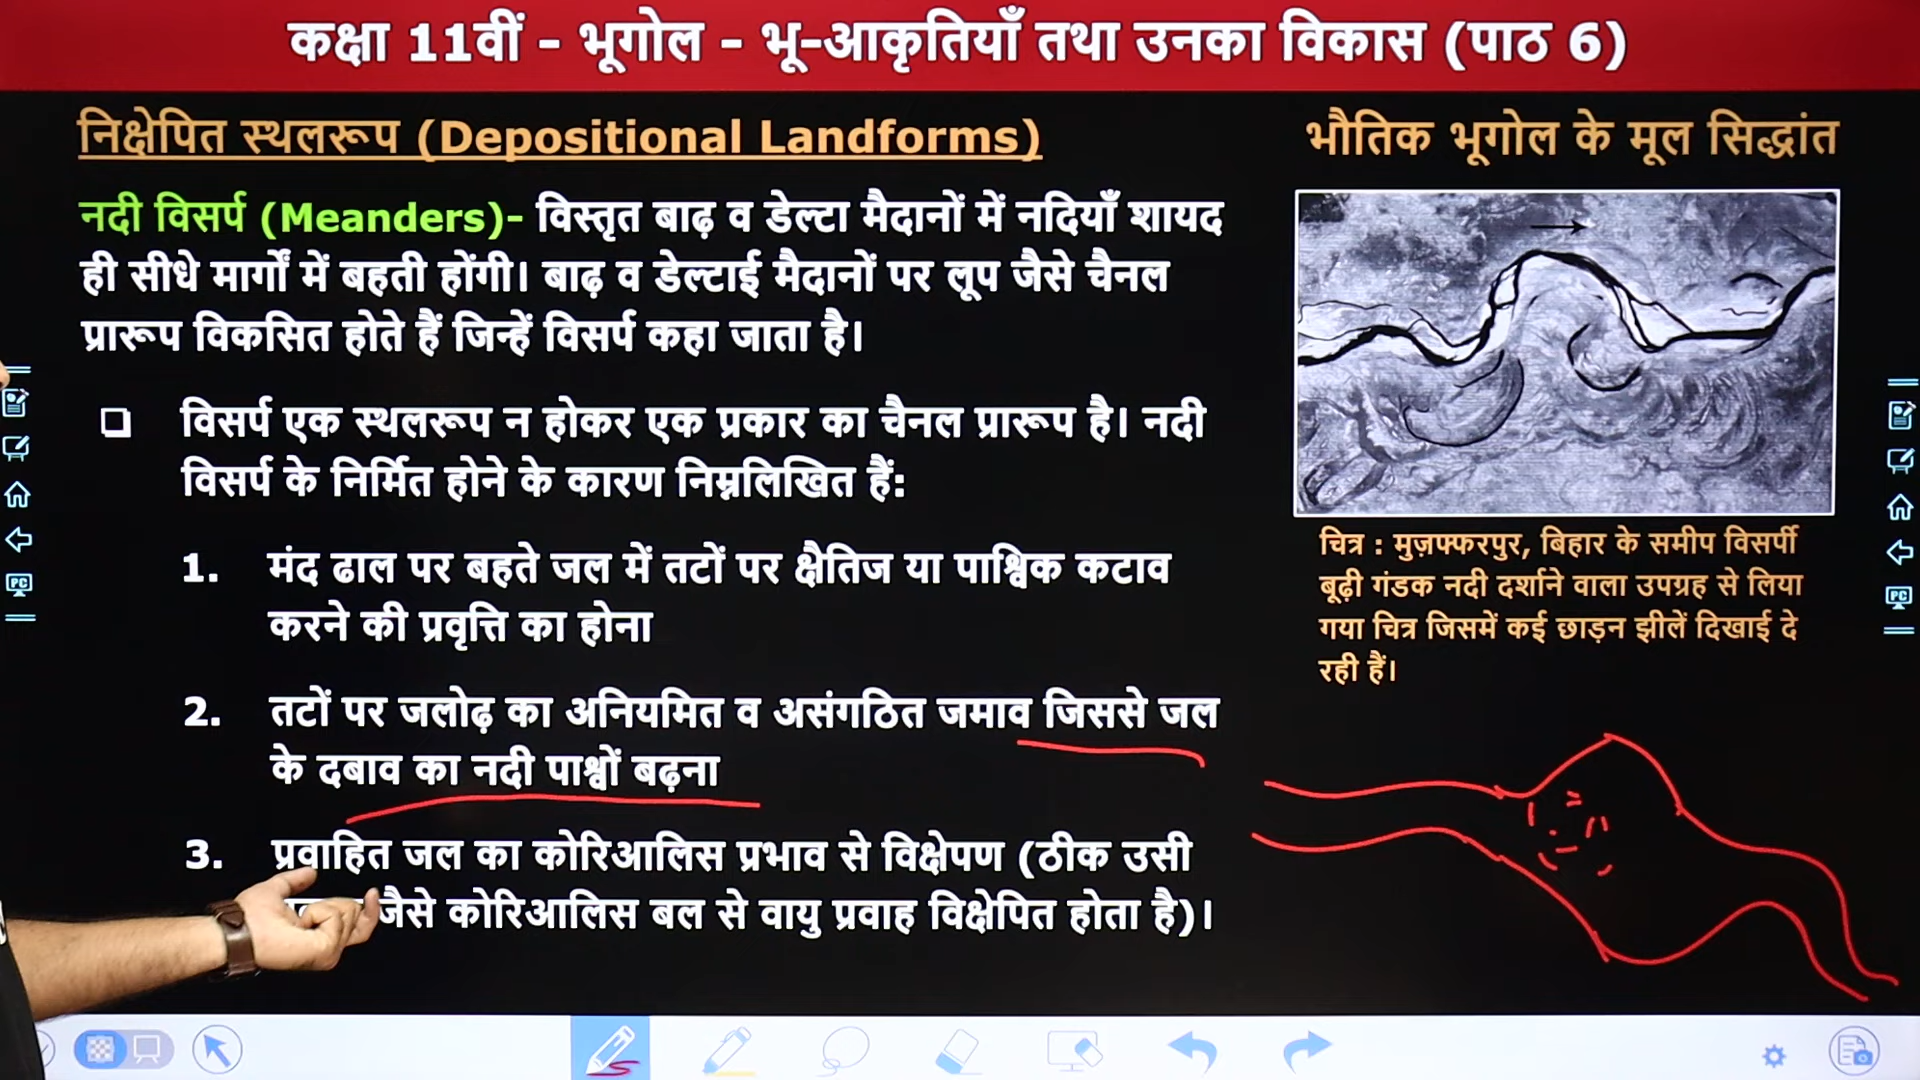 कक्षा 11वीं - भूगोल - भू-आकृतियाँ तथा उनका विकास (पाठ 6)
निक्षेपित स्थलरूप (Depositional Landforms)
नदी विसर्प (Meanders)- विस्तृत बाढ़ व डेल्टा मैदानों में नदियाँ शायद
ही सीधे मार्गों में बहती होंगी। बाढ़ व डेल्टाई मैदानों पर लूप जैसे चैनल
प्रारूप विकसित होते हैं जिन्हें विसर्प कहा जाता है।
विसर्प एक स्थलरूप न होकर एक प्रकार का चैनल प्रारूप है। नदी
विसर्प के निर्मित होने के कारण निम्नलिखित हैं:
1. मंद ढाल पर बहते जल में तटों पर क्षैतिज या पाश्विक कटाव
करने की प्रवृत्ति का होना
2. तटों पर जलोढ़ का अनियमित व असंगठित जमाव जिससे जल
के दबाव का नदी पाश्वों बढ़ना
3. प्रवाहित जल का कोरिआलिस प्रभाव से विक्षेपण (ठीक उसी
जैसे कोरिआलिस बल से वायु प्रवाह विक्षेपित होता है)।
भौतिक भूगोल के मूल सिद्धांत
चित्र : मुज़फ्फरपुर, बिहार के समीप विसर्पी
बूढ़ी गंडक नदी दर्शाने वाला उपग्रह से लिया
गया चित्र जिसमें कई छाड़न झीलें दिखाई दे
रही हैं।
PC
PC